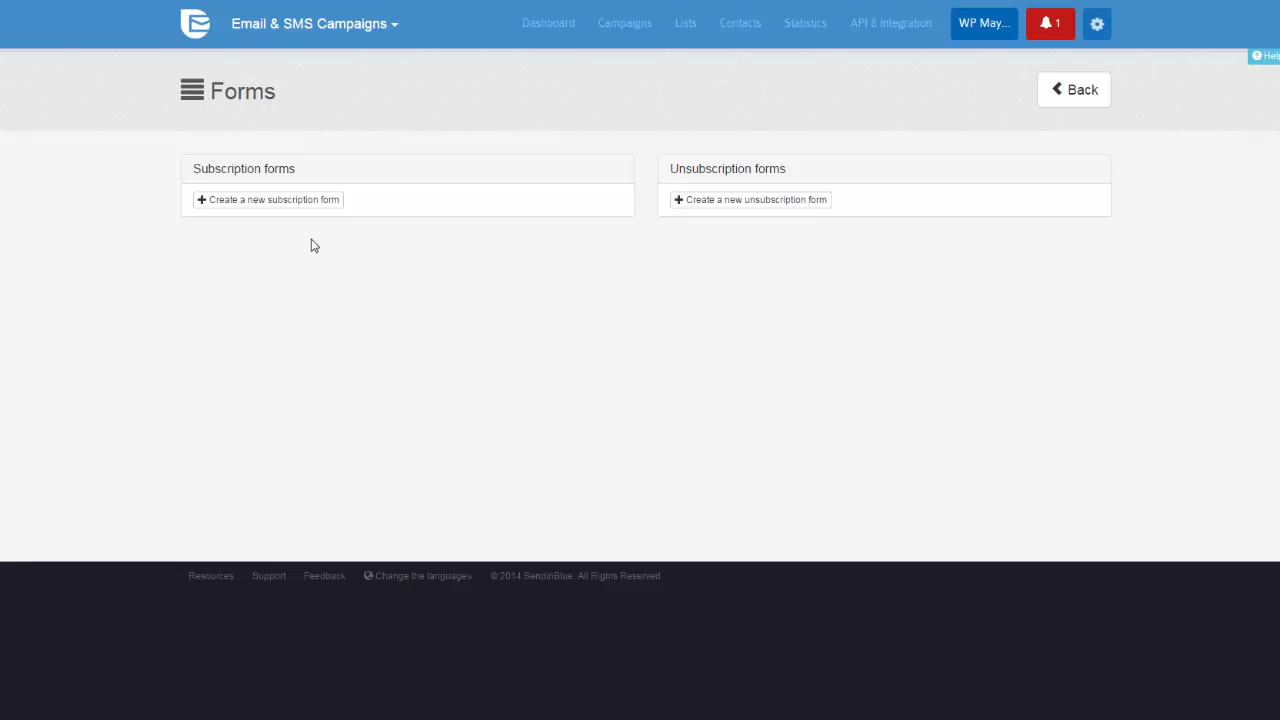 Email & SMS Campaigns
Dashboard
Campaigns
Lists
Contacts
Statistics
API & Integration
WP May...
1
Help
Forms
Back
Subscription forms
Create a new subscription form
Unsubscription forms
Create a new unsubscription form
Resources
Support
Feedback
Change the language
© 2014 SendinBlue. All Rights Reserved